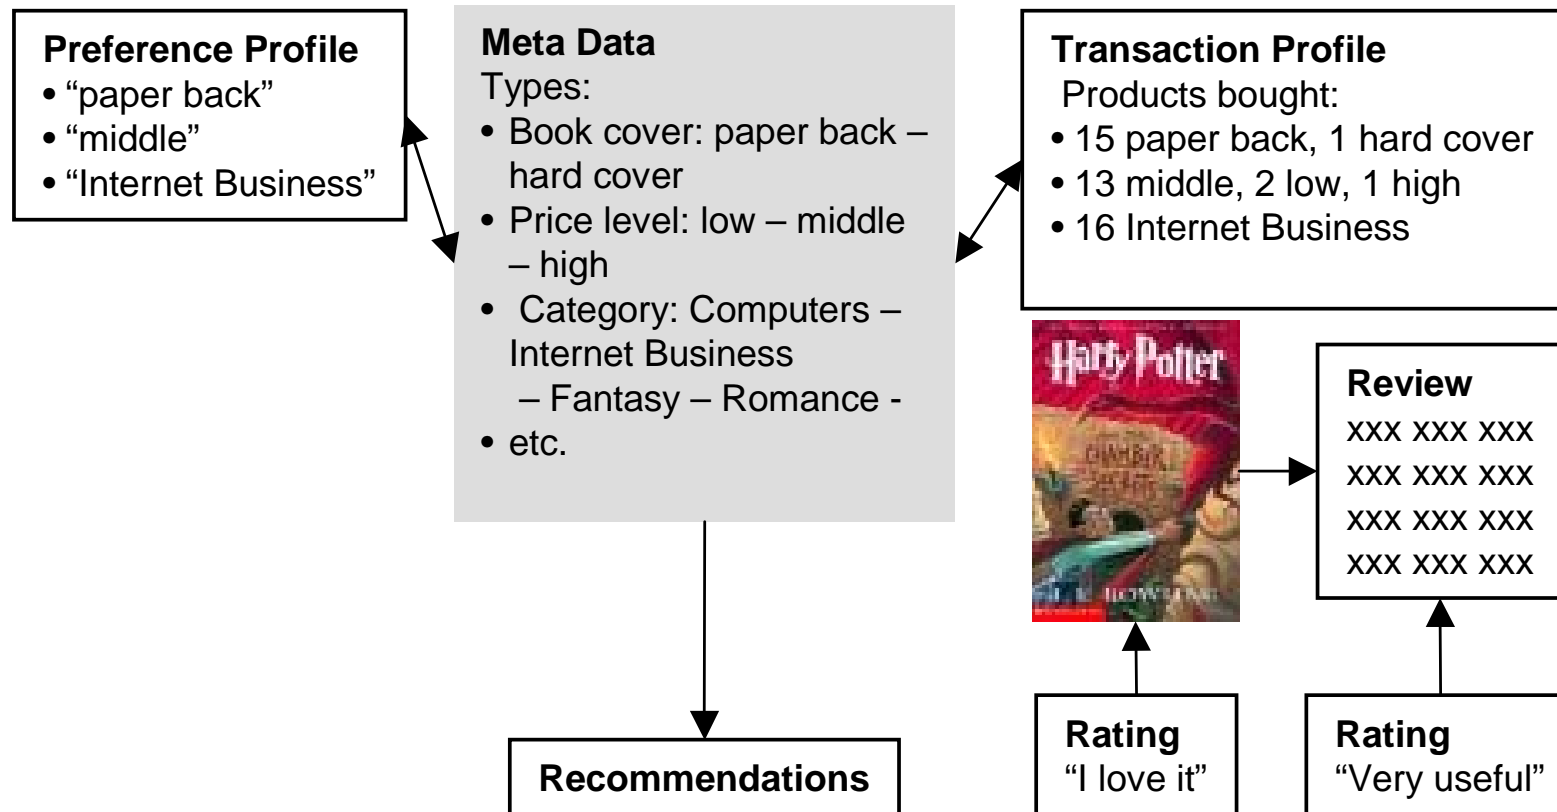 Preference Profile
• “paper back”
• “middle”
• “Internet Business”
Meta Data
Types:
• Book cover: paper back –
hard cover
• Price level: low – middle
– high
• Category: Computers –
Internet Business
– Fantasy – Romance -
• etc.
Transaction Profile
Products bought:
• 15 paper back, 1 hard cover
• 13 middle, 2 low, 1 high
• 16 Internet Business
Harry Potter
CHAMBER
SECRETS
ROWLING
Review
xxx xxx xxx
xxx xxx xxx
xxx xxx xxx
xxx xxx xxx
Recommendations
Rating
“I love it”
Rating
“Very useful”